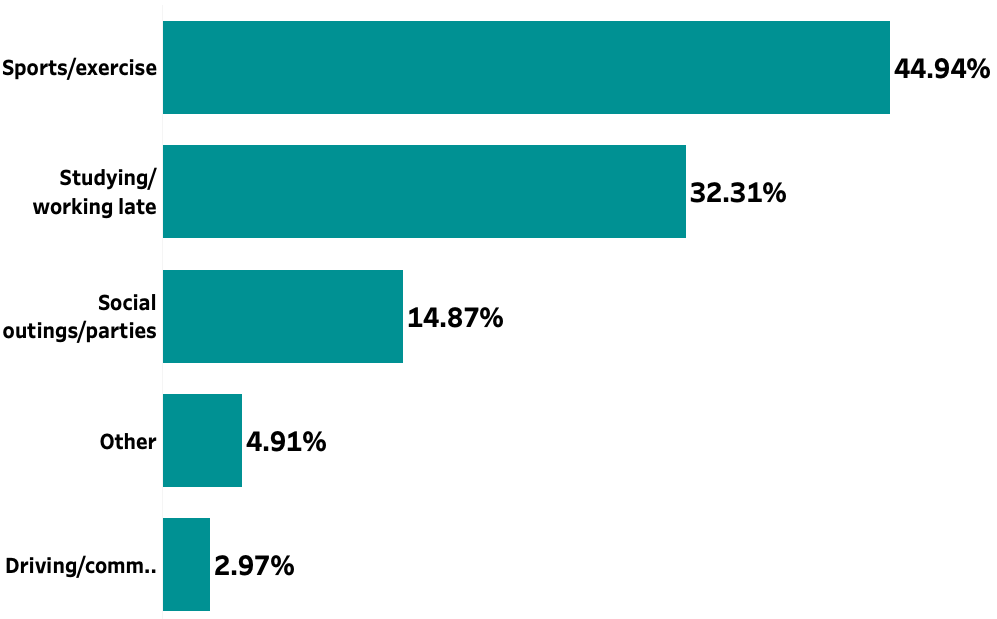 Sports/exercise
44.94%
Studying/
working late
32.31%
Social
outings/parties
14.87%
Other
4.91%
Driving/comm..
2.97%